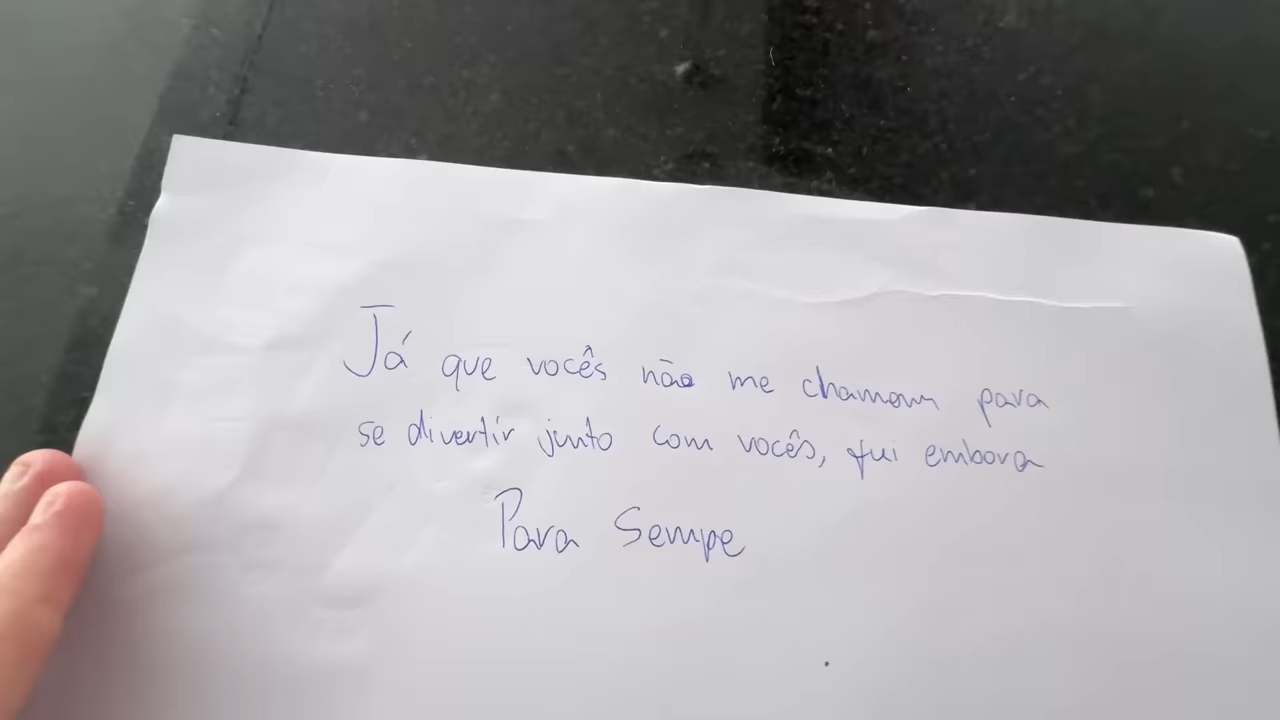 Já que vocês não me chamam para
se divertir junto com vocês, fui embora
Para Sempe